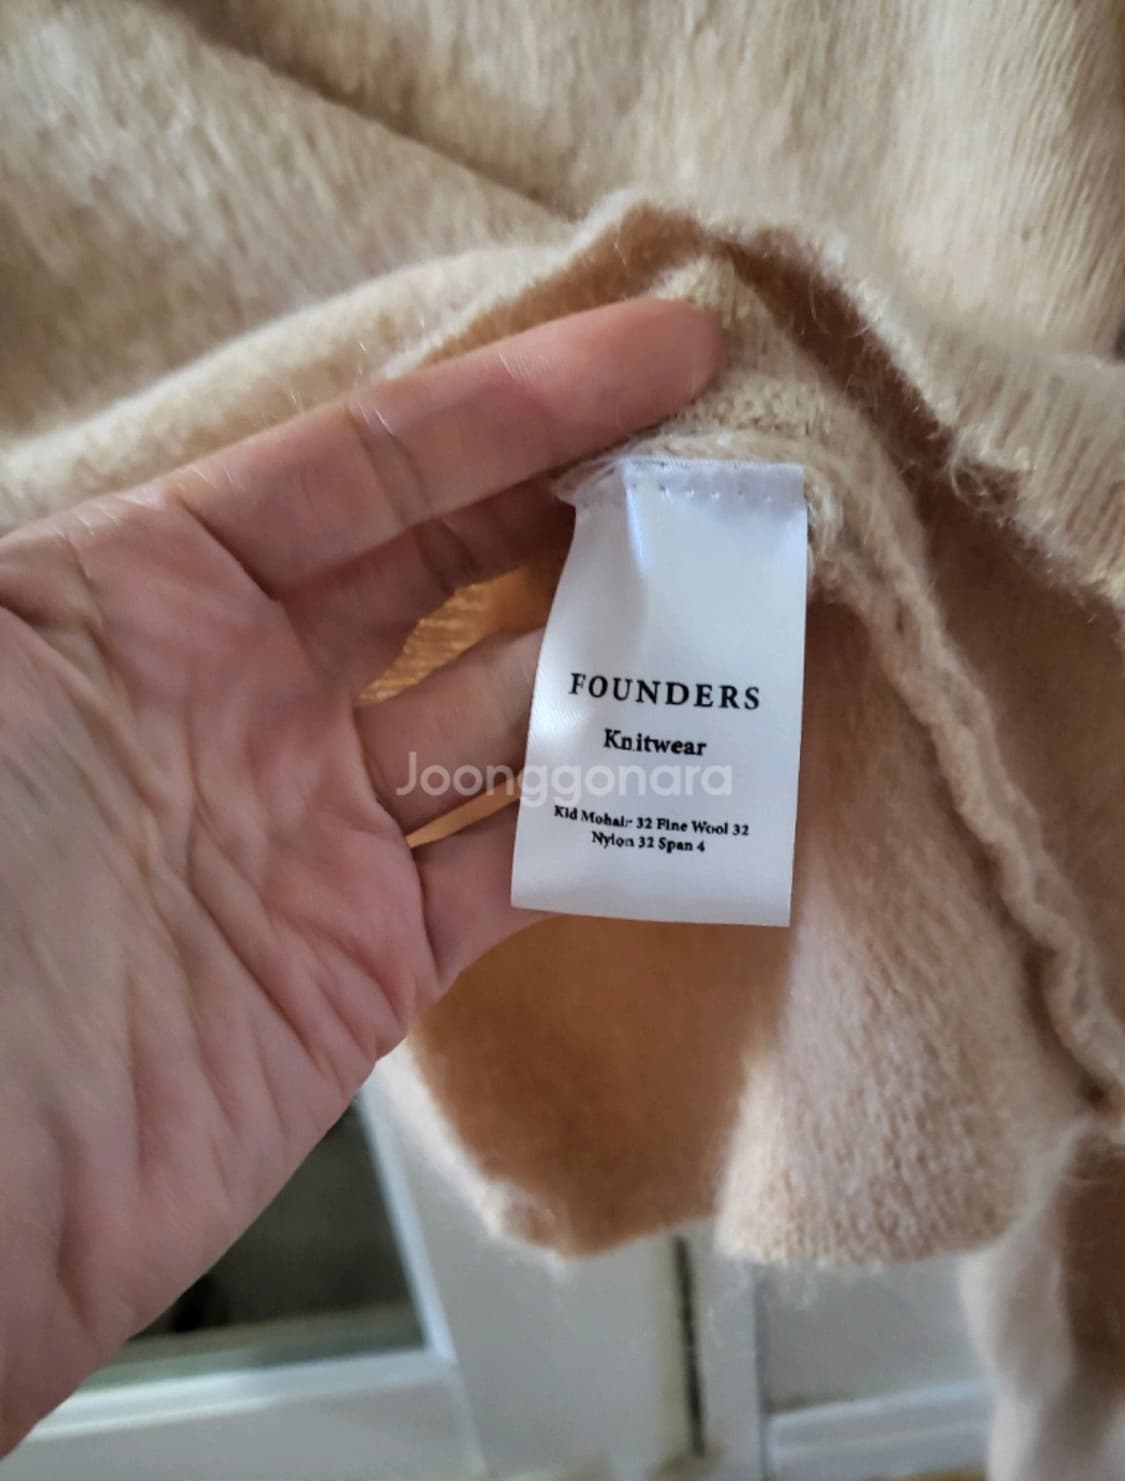 FOUNDERS
Knitwear
Joonggonara
Kid Mohair 32 Fine Wool 32
Nylon 32 Span 4